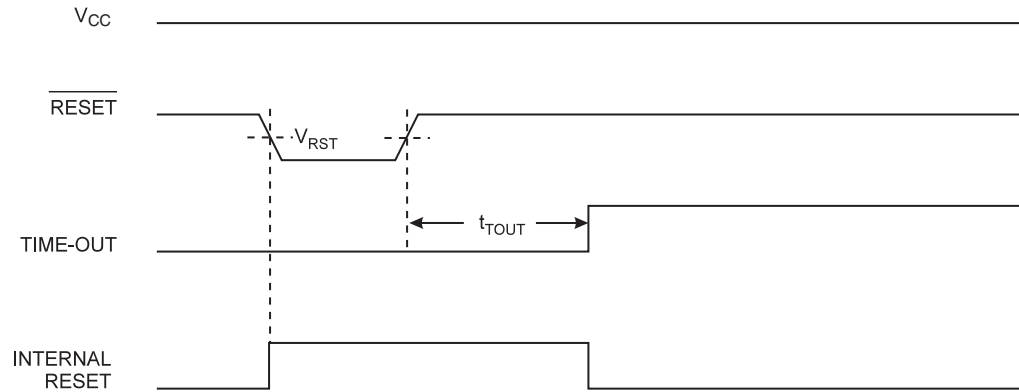 VCC
RESET
VRST
tTOUT
TIME-OUT
INTERNAL
RESET